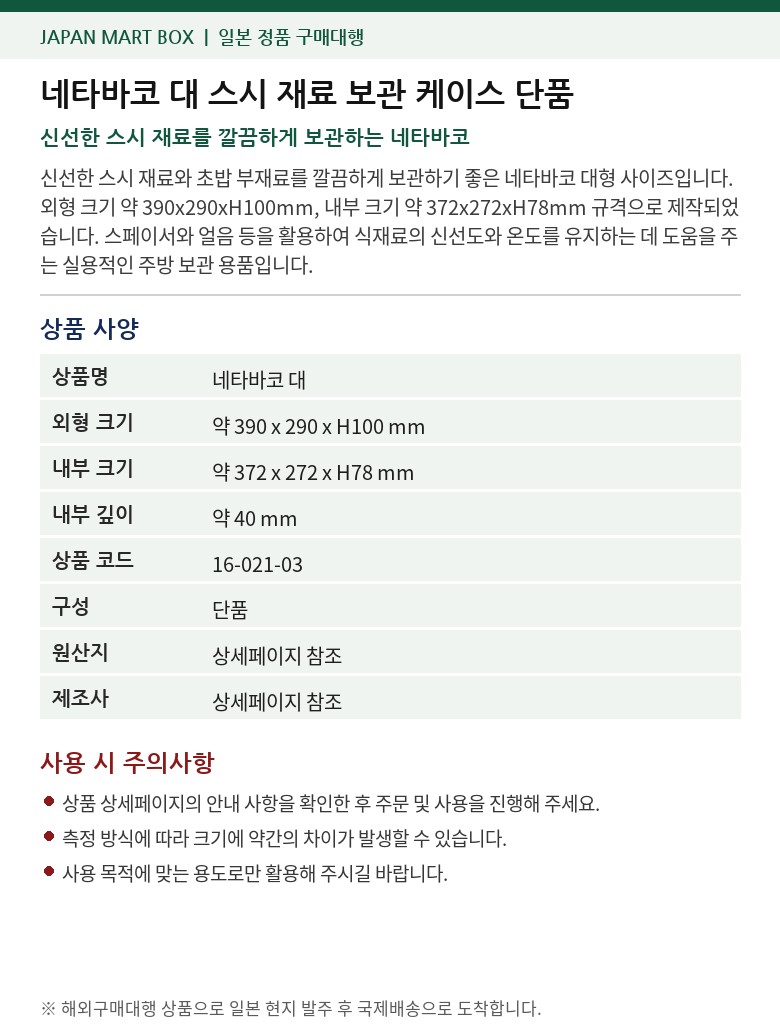 JAPAN MART BOX | 일본 정품 구매대행
네타바코 대 스시 재료 보관 케이스 단품
신선한 스시 재료를 깔끔하게 보관하는 네타바코
신선한 스시 재료와 초밥 부재료를 깔끔하게 보관하기 좋은 네타바코 대형 사이즈입니다.
외형 크기 약 390x290xH100mm, 내부 크기 약 372x272xH78mm 규격으로 제작되었
습니다. 스페이서와 얼음 등을 활용하여 식재료의 신선도와 온도를 유지하는 데 도움을 주
는 실용적인 주방 보관 용품입니다.
상품 사양
상품명 네타바코 대
외형 크기 약 390 x 290 x H100 mm
내부 크기 약 372 x 272 x H78 mm
내부 깊이 약 40 mm
상품 코드 16-021-03
구성 단품
원산지 상세페이지 참조
제조사 상세페이지 참조
사용 시 주의사항
● 상품 상세페이지의 안내 사항을 확인한 후 주문 및 사용을 진행해 주세요.
● 측정 방식에 따라 크기에 약간의 차이가 발생할 수 있습니다.
● 사용 목적에 맞는 용도로만 활용해 주시길 바랍니다.
※ 해외구매대행 상품으로 일본 현지 발주 후 국제배송으로 도착합니다.